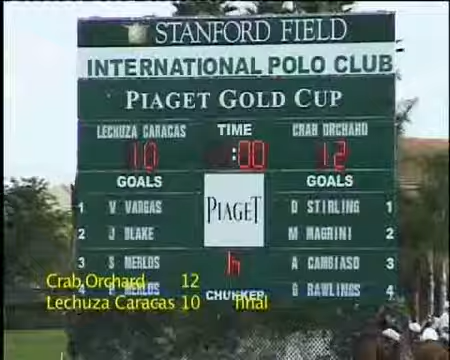 STANFORD FIELD
INTERNATIONAL POLO CLUB
PIAGET GOLD CUP
LECHUZA CARACAS TIME CRAB ORCHARD
10 :00 12
GOALS GOALS
1 V VARGAS PIAGET D STIRLING 1
2 J BLAKE M MAGRINI 2
3 S MERLOS A CAMBIASO 3
4 MERLOS CHUKKER G RAWLINGS 4
Crab Orchard 12
Lechuza Caracas 10 final